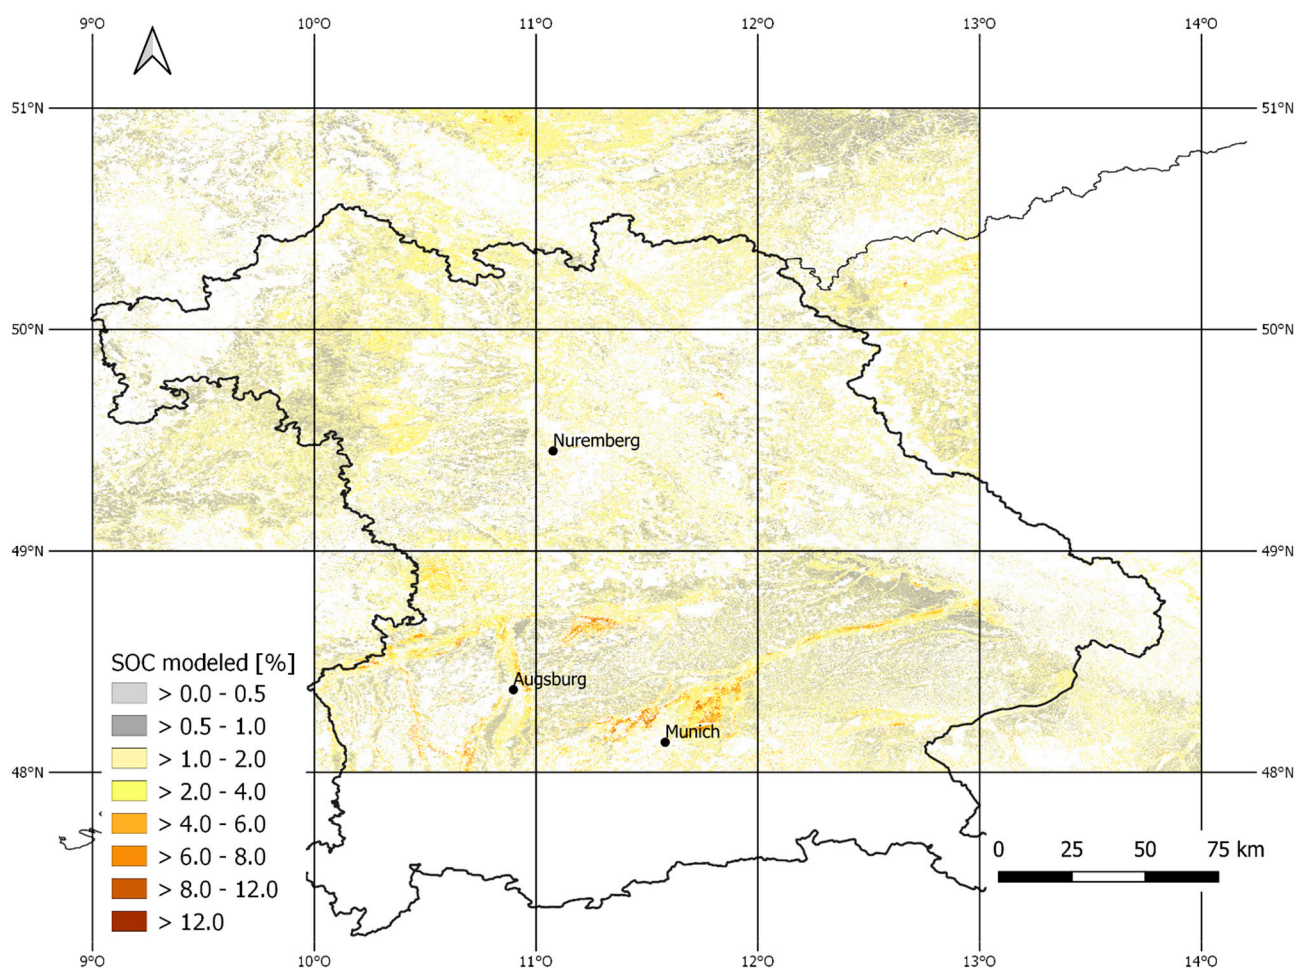 9°O 10°O 11°O 12°O 13°O 14°O
51°N 51°N
50°N 50°N
Nuremberg
49°N 49°N
SOC modeled [%]
> 0.0 - 0.5
> 0.5 - 1.0
> 1.0 - 2.0
> 2.0 - 4.0
> 4.0 - 6.0
> 6.0 - 8.0
> 8.0 - 12.0
> 12.0
Augsburg
Munich
48°N 48°N
0 25 50 75 km
9°O 10°O 11°O 12°O 13°O 14°O